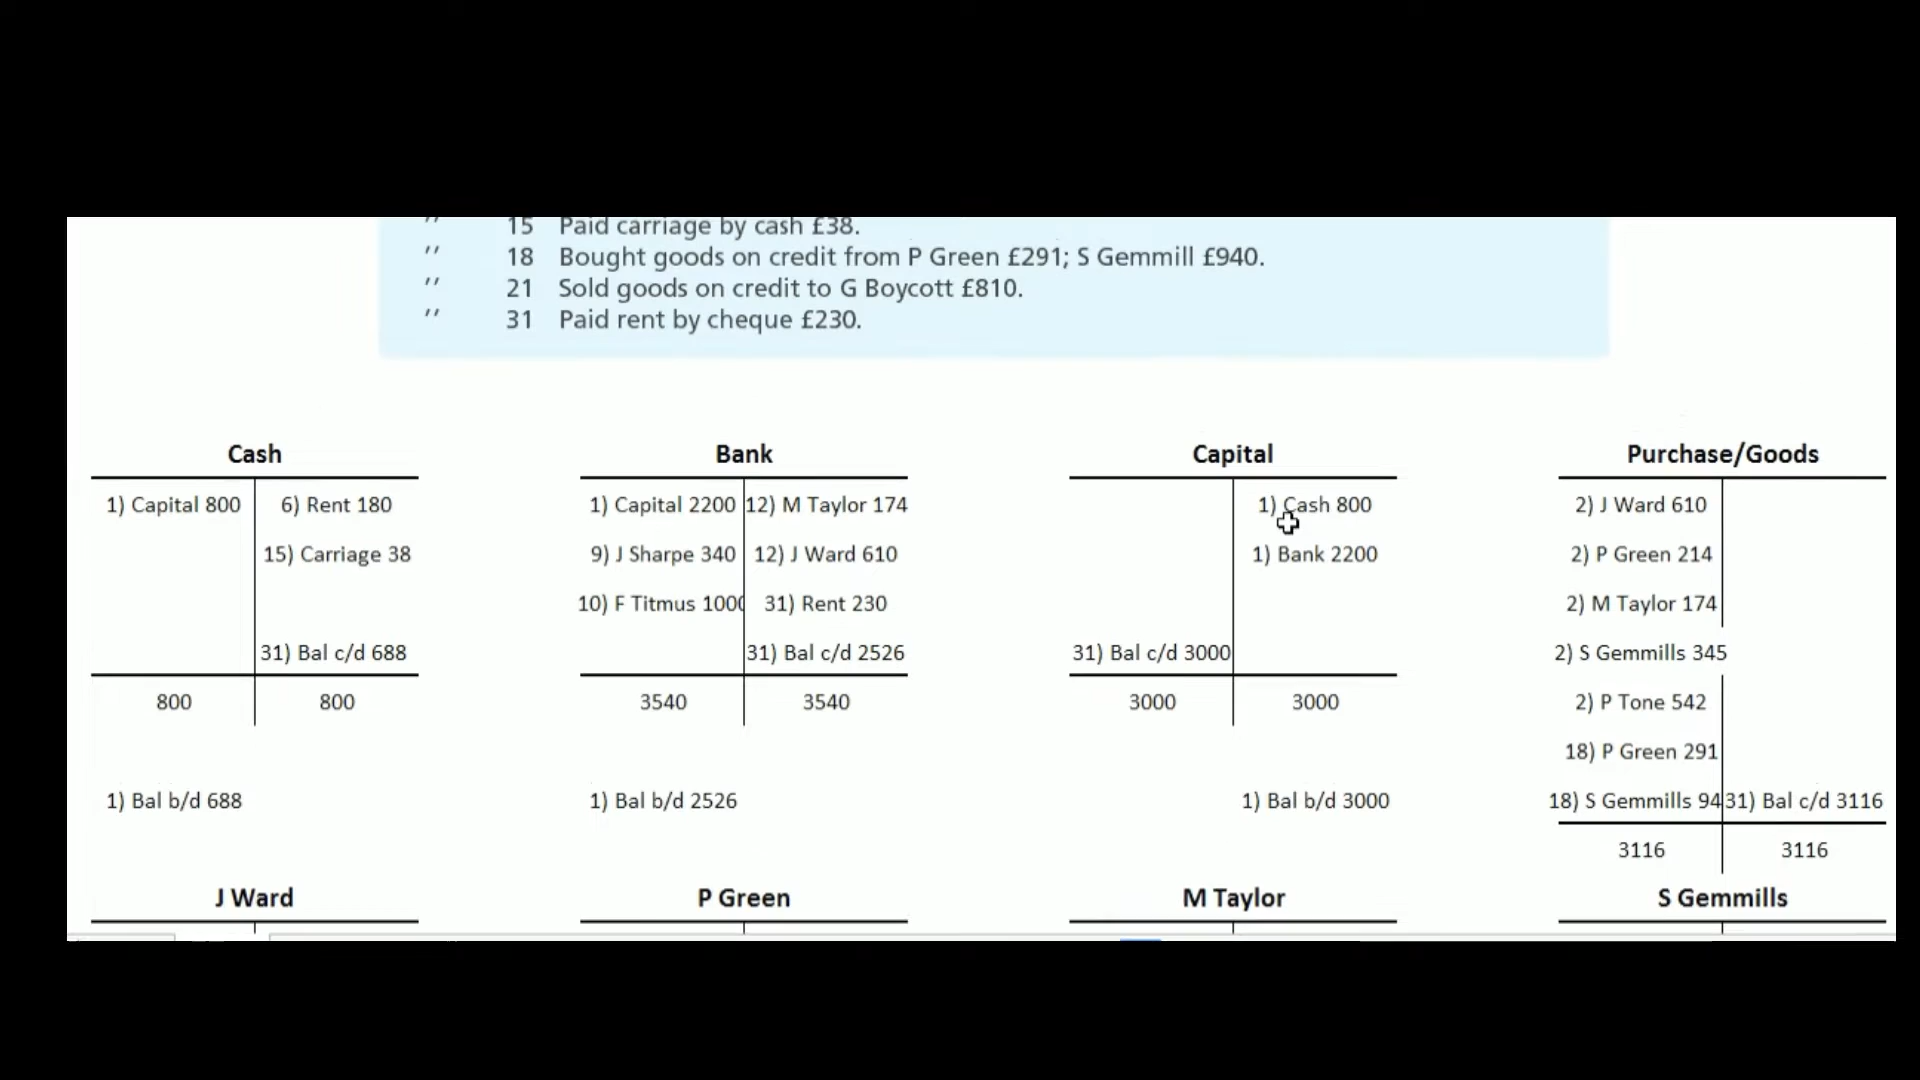 " 15 Paid carriage by cash £38.
" 18 Bought goods on credit from P Green £291; S Gemmill £940.
" 21 Sold goods on credit to G Boycott £810.
" 31 Paid rent by cheque £230.
Cash
1) Capital 800 6) Rent 180
15) Carriage 38
31) Bal c/d 688
800 800
1) Bal b/d 688
Bank
1) Capital 2200 12) M Taylor 174
9) J Sharpe 340 12) J Ward 610
10) F Titmus 1000 31) Rent 230
31) Bal c/d 2526
3540 3540
1) Bal b/d 2526
Capital
1) Cash 800
1) Bank 2200
31) Bal c/d 3000
3000 3000
1) Bal b/d 3000
Purchase/Goods
2) J Ward 610
2) P Green 214
2) M Taylor 174
2) S Gemmills 345
2) P Tone 542
18) P Green 291
18) S Gemmills 94 31) Bal c/d 3116
3116 3116
J Ward
P Green
M Taylor
S Gemmills